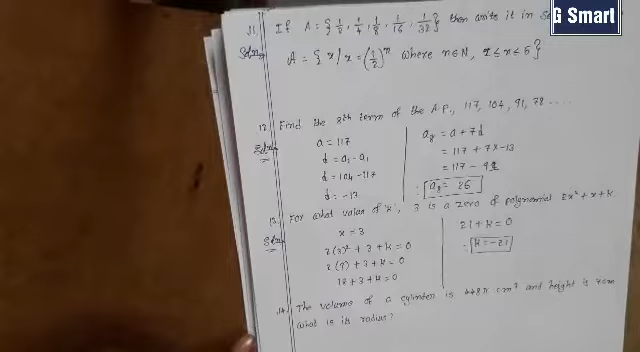 G Smart
11. If A = {1/2, 1/4, 1/8, 1/16, 1/32} then write it in
Soln A = {x/x = (1/2)^n where n∈N, 1≤n≤5}
12. Find the 8th term of the A.P., 117, 104, 91, 78 ....
Soln
a = 117
d = a₂ - a₁
d = 104 - 117
d = -13
a₈ = a + 7d
= 117 + 7x-13
= 117 - 91
∴ a₈ = 26
13. For what value of 'k', 3 is a zero of polynomial 2x² + x + k.
Soln
x = 3
2(3)² + 3 + k = 0
2(9) + 3 + k = 0
18 + 3 + k = 0
21 + k = 0
∴ k = -21
14. The volume of a cylinder is 448π cm³ and height is 7cm
what is its radius?